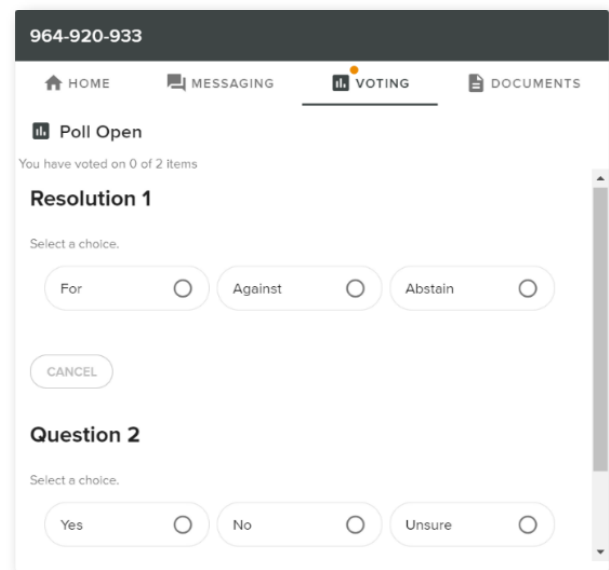 964-920-933
HOME MESSAGING VOTING DOCUMENTS
Poll Open
You have voted on 0 of 2 items
Resolution 1
Select a choice.
For Against Abstain
CANCEL
Question 2
Select a choice.
Yes No Unsure